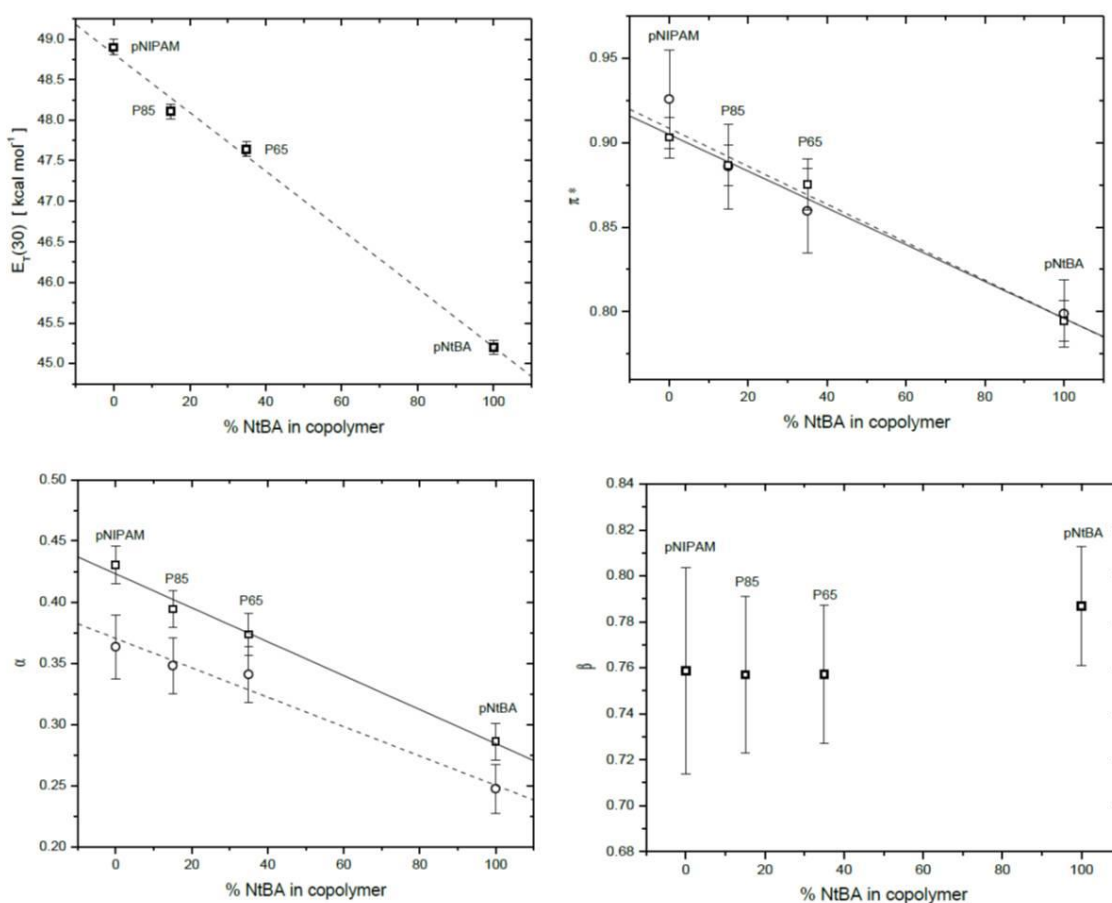 49.0
48.5
48.0
47.5
47.0
46.5
46.0
45.5
45.0
E_T(30) [ kcal mol⁻¹ ]
pNIPAM
P85
P65
pNtBA
0 20 40 60 80 100
% NtBA in copolymer
0.95
0.90
0.85
0.80
π*
pNIPAM
P85
P65
pNtBA
0 20 40 60 80 100
% NtBA in copolymer
0.50
0.45
0.40
0.35
0.30
0.25
0.20
α
pNIPAM
P85
P65
pNtBA
0 20 40 60 80 100
% NtBA in copolymer
0.84
0.82
0.80
0.78
0.76
0.74
0.72
0.70
0.68
β
pNIPAM
P85
P65
pNtBA
0 20 40 60 80 100
% NtBA in copolymer